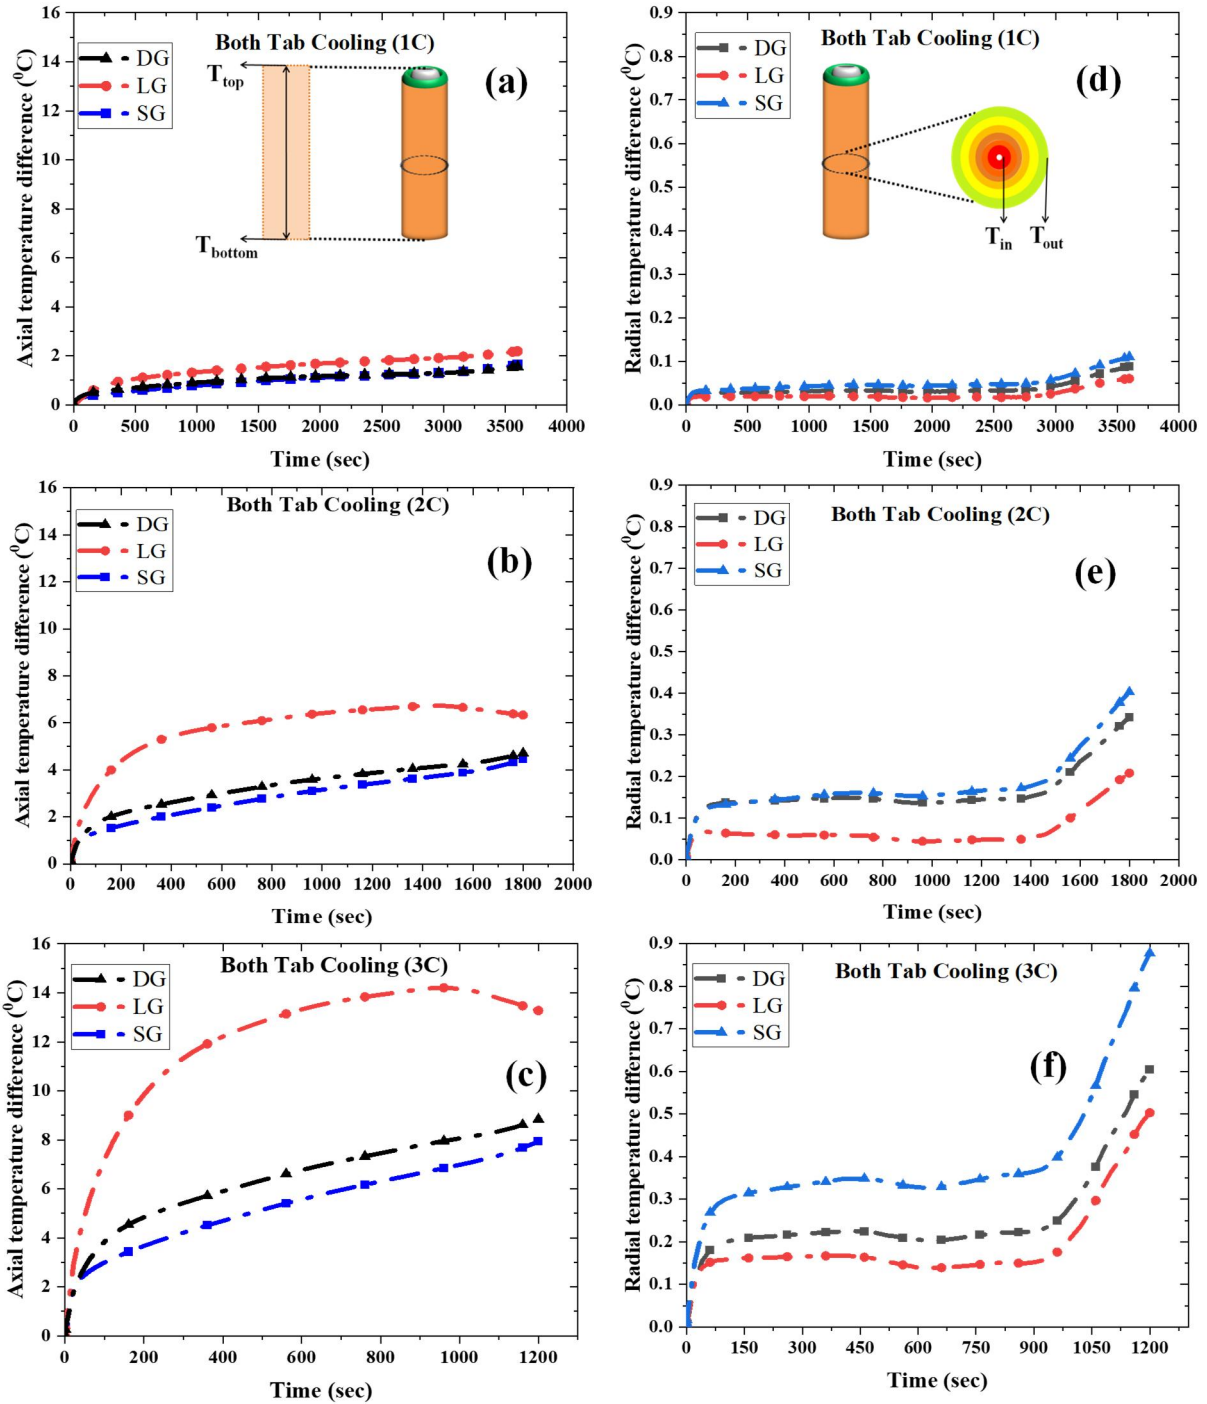 Both Tab Cooling (1C)
DG
LG
SG
(a)
T top
T bottom
Axial temperature difference (⁰C)
16
14
12
10
8
6
4
2
0
0 500 1000 1500 2000 2500 3000 3500 4000
Time (sec)
Both Tab Cooling (1C)
DG
LG
SG
(d)
T in T out
Radial temperature difference (⁰C)
0.9
0.8
0.7
0.6
0.5
0.4
0.3
0.2
0.1
0.0
0 500 1000 1500 2000 2500 3000 3500 4000
Time (sec)
Both Tab Cooling (2C)
DG
LG
SG
(b)
Axial temperature difference (⁰C)
16
14
12
10
8
6
4
2
0
0 200 400 600 800 1000 1200 1400 1600 1800 2000
Time (sec)
Both Tab Cooling (2C)
DG
LG
SG
(e)
Radial temperature difference (⁰C)
0.9
0.8
0.7
0.6
0.5
0.4
0.3
0.2
0.1
0.0
0 200 400 600 800 1000 1200 1400 1600 1800 2000
Time (sec)
Both Tab Cooling (3C)
DG
LG
SG
(c)
Axial temperature difference (⁰C)
16
14
12
10
8
6
4
2
0
0 200 400 600 800 1000 1200
Time (sec)
Both Tab Cooling (3C)
DG
LG
SG
(f)
Radial temperature difference (⁰C)
0.9
0.8
0.7
0.6
0.5
0.4
0.3
0.2
0.1
0.0
0 150 300 450 600 750 900 1050 1200
Time (sec)